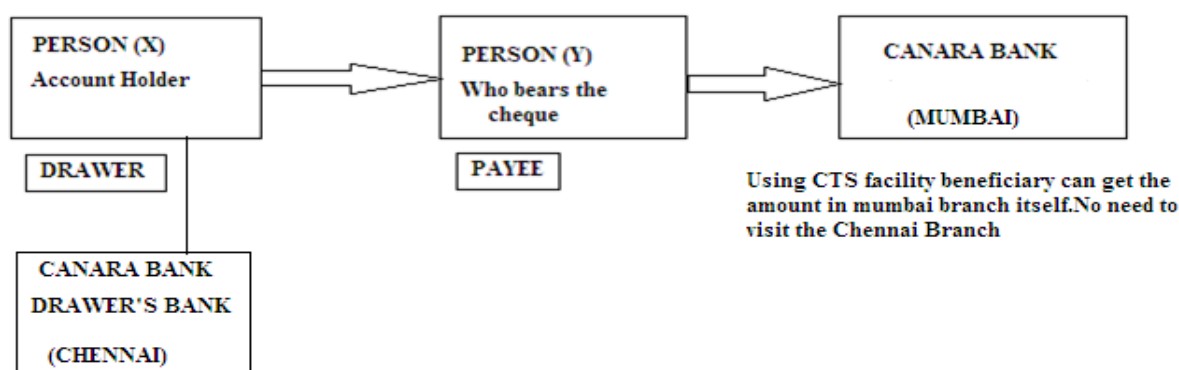 PERSON (X)
Account Holder
DRAWER
CANARA BANK
DRAWER'S BANK
(CHENNAI)
PERSON (Y)
Who bears the
cheque
PAYEE
CANARA BANK
(MUMBAI)
Using CTS facility beneficiary can get the
amount in mumbai branch itself.No need to
visit the Chennai Branch